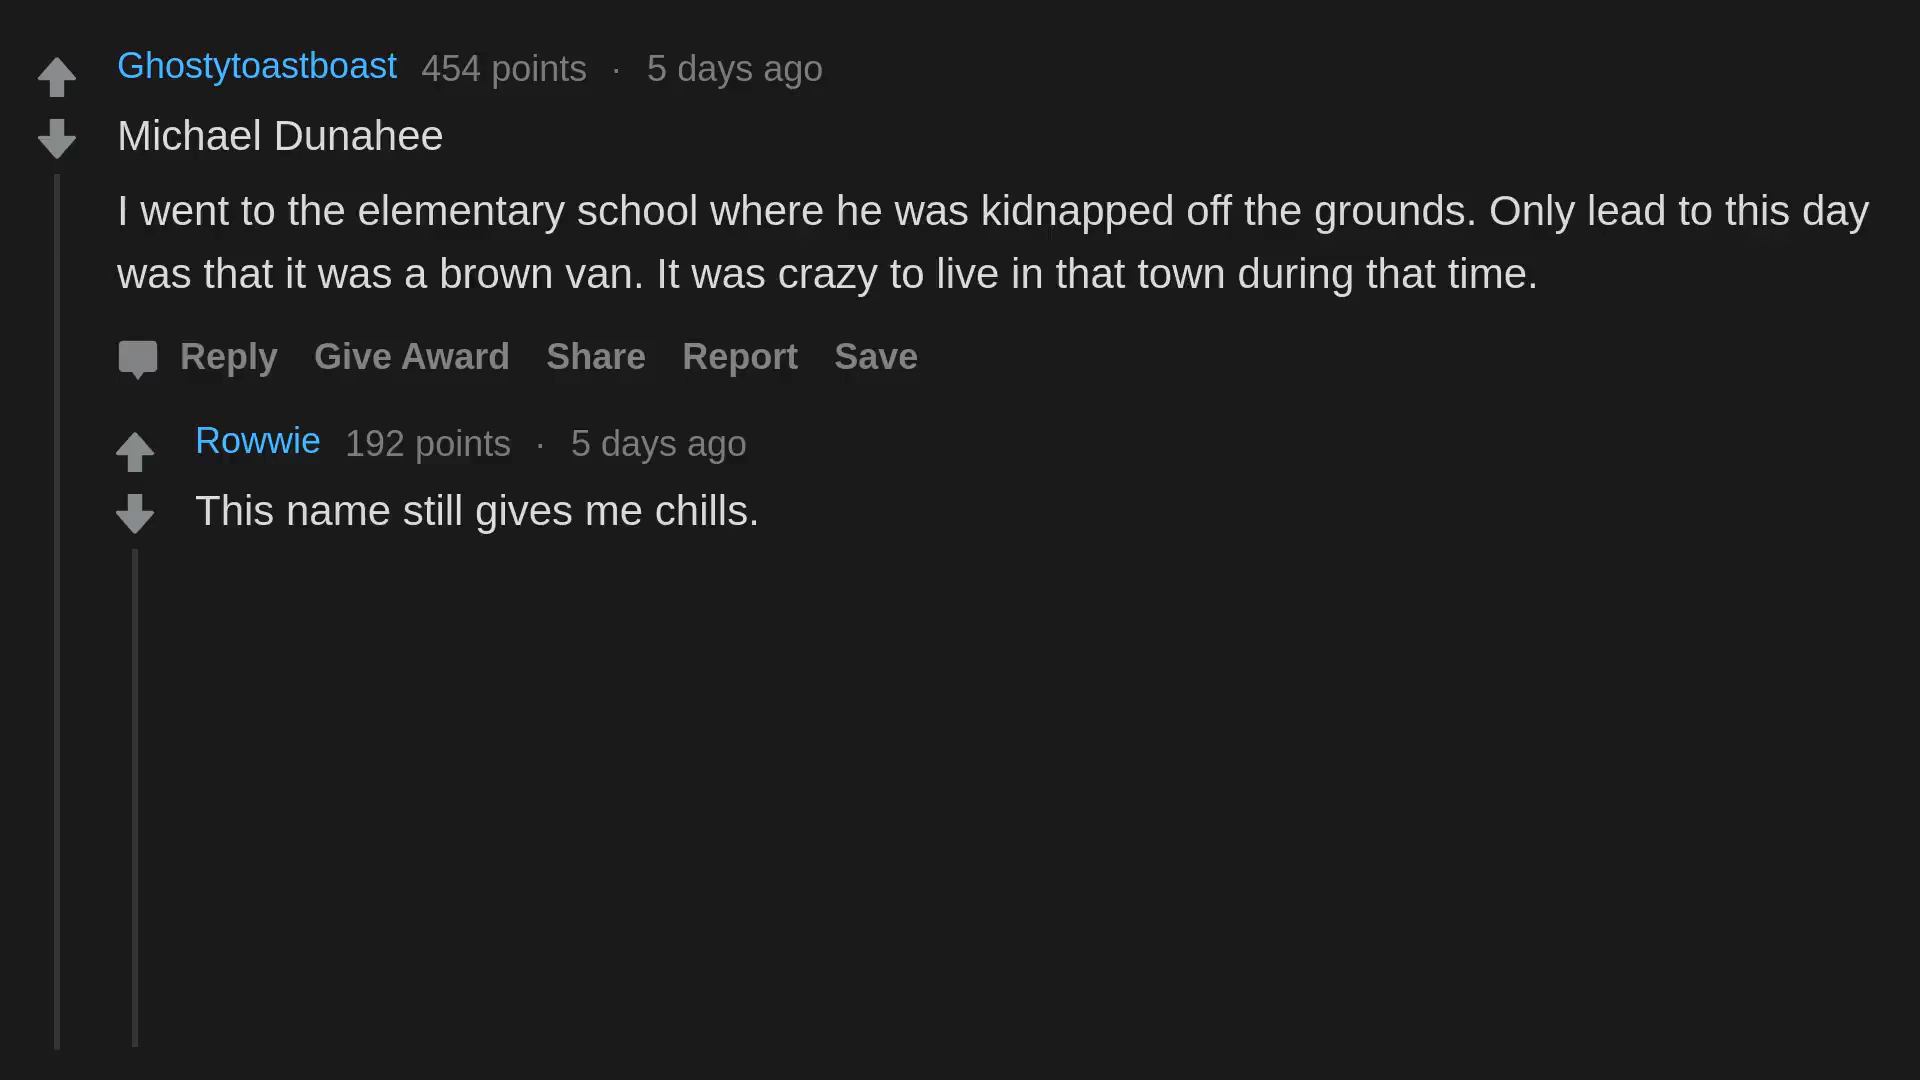 Ghostytoastboast 454 points · 5 days ago
Michael Dunahee
I went to the elementary school where he was kidnapped off the grounds. Only lead to this day
was that it was a brown van. It was crazy to live in that town during that time.
Reply Give Award Share Report Save
Rowwie 192 points · 5 days ago
This name still gives me chills.